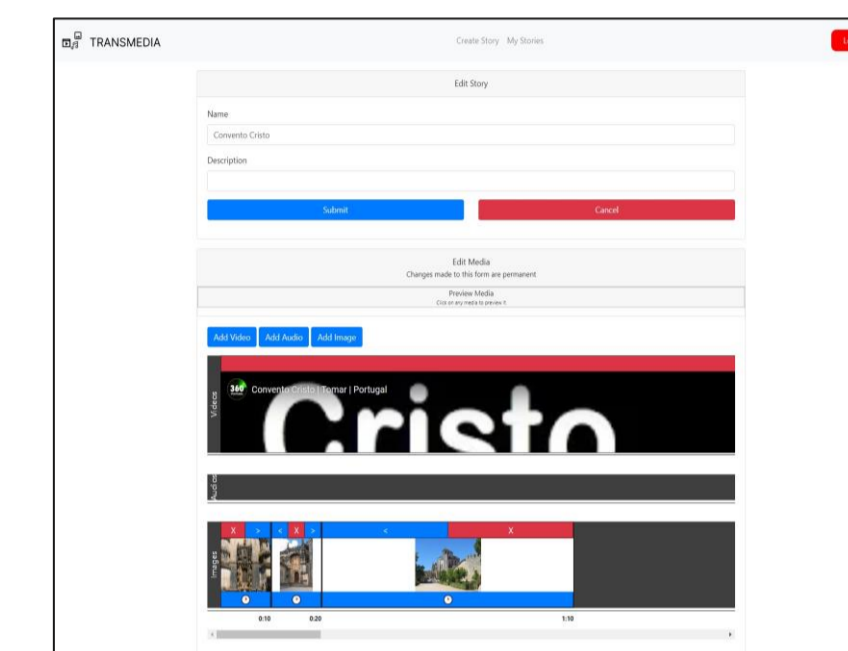 TRANSMEDIA
Create Story My Stories
Edit Story
Name
Convento Cristo
Description
Submit
Cancel
Edit Media
Changes made to this form are permanent
Preview Media
Click on any media to preview it.
Add Video Add Audio Add Image
Videos
360
Convento Cristo | Tomar | Portugal
Cristo
Audios
Images
X > < X > < X
0:10 0:20 1:10